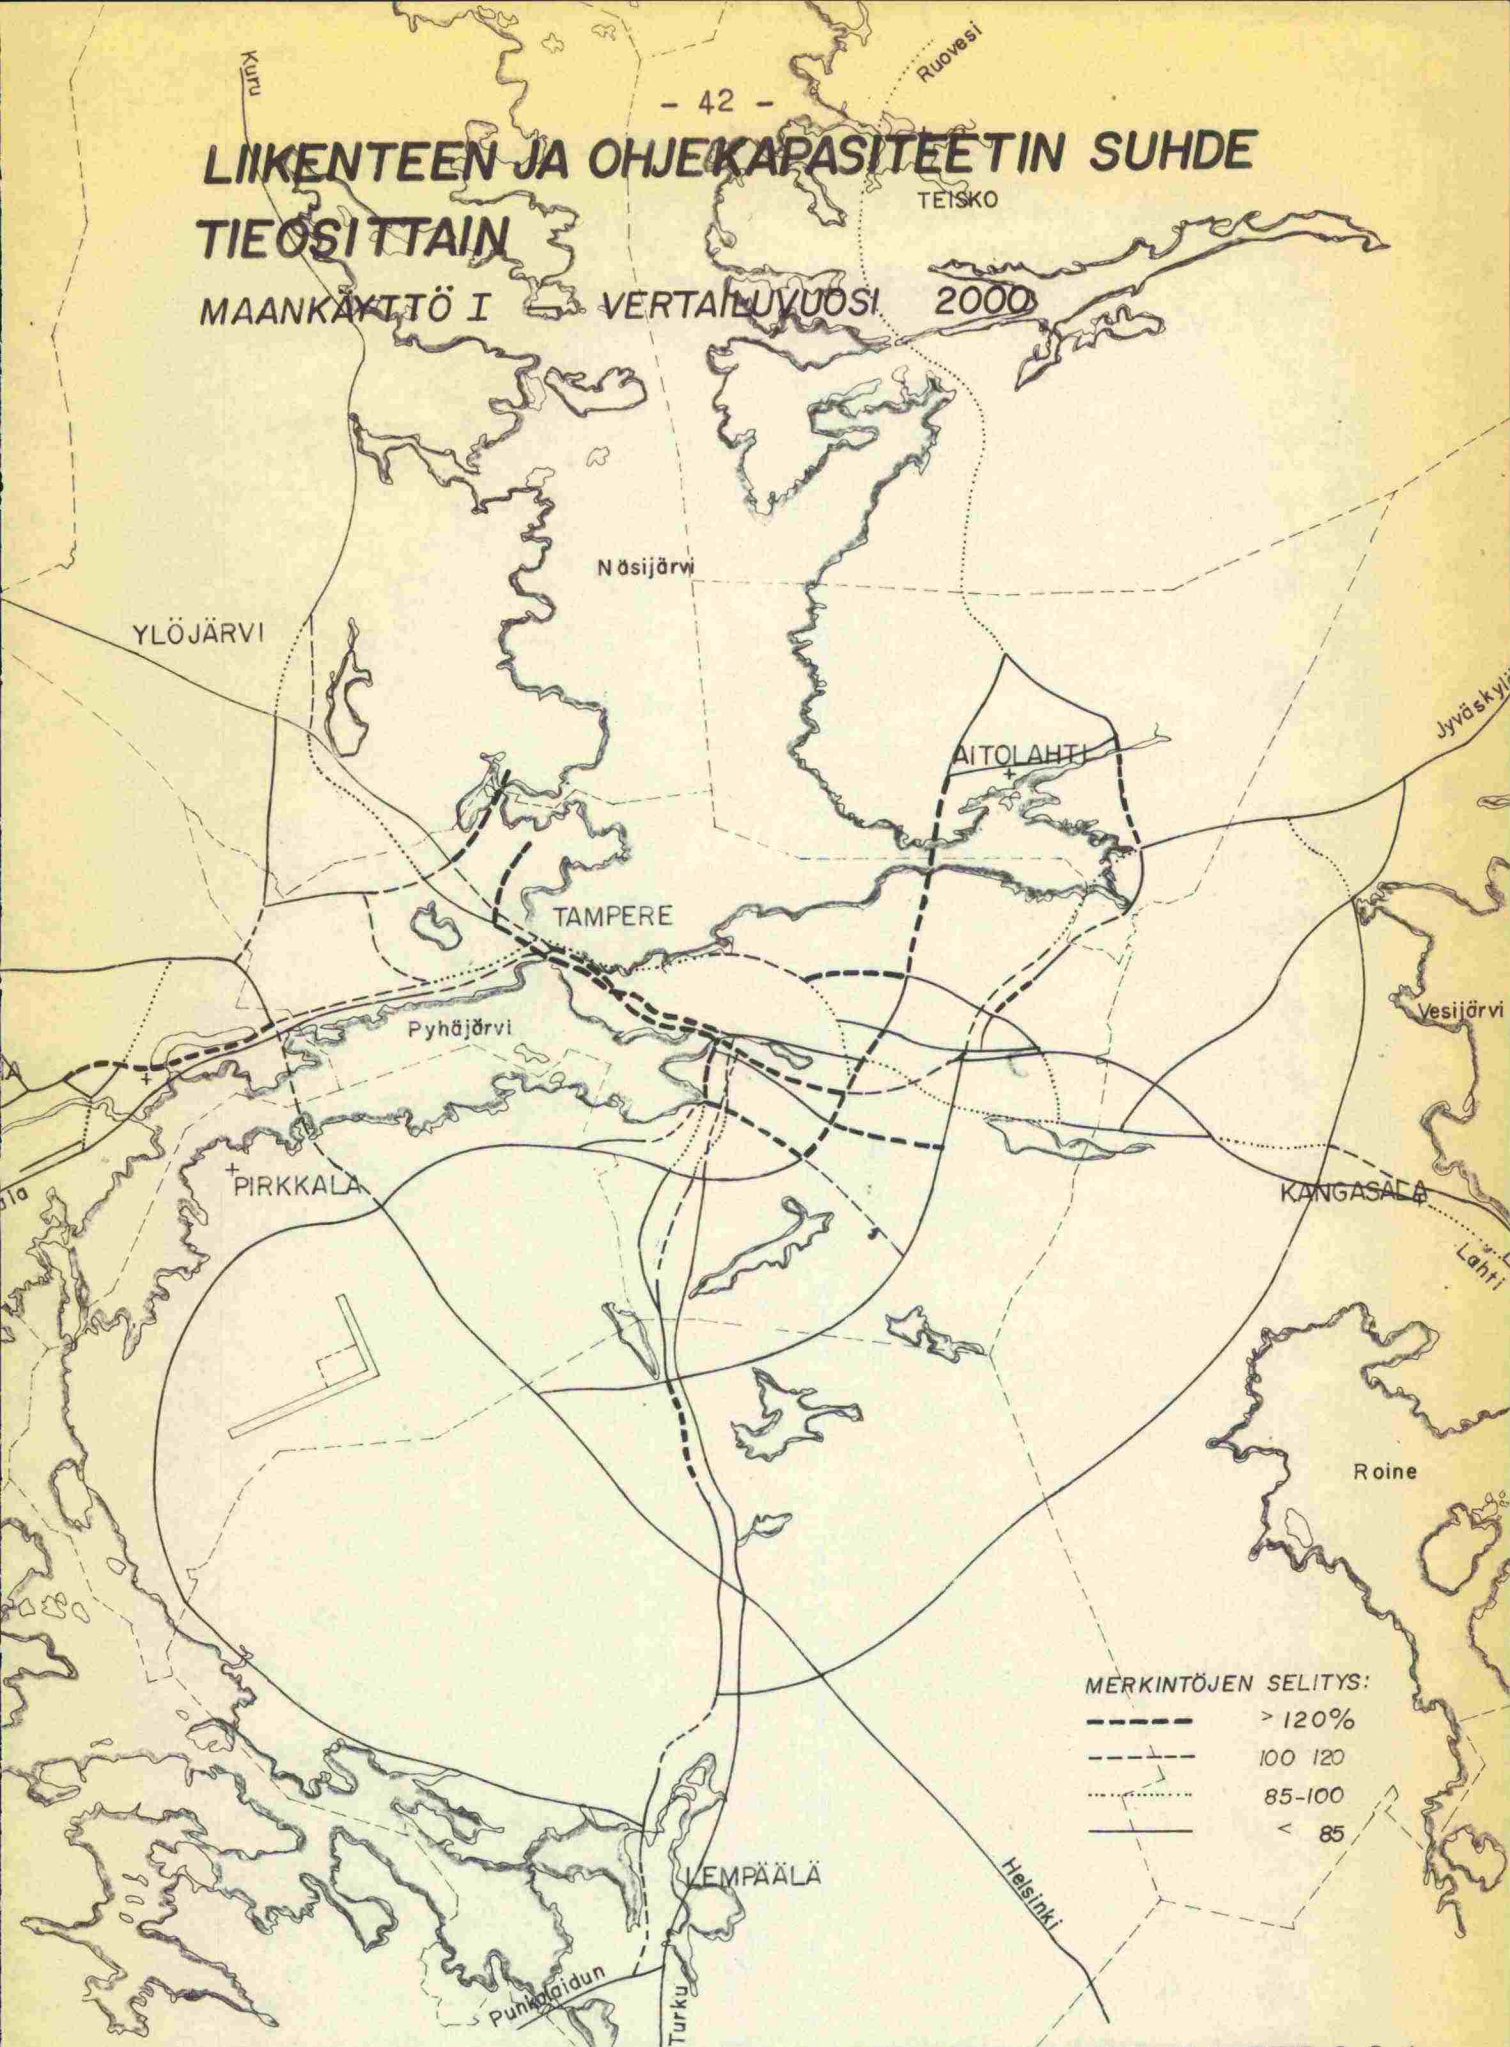 Kuru
Ruovesi
- 42 -
LIIKENTEEN JA OHJEKAPASITEETIN SUHDE
TIEOSITTAIN
TEISKO
MAANKÄYTTÖ I - VERTAILUVUOSI 2000
Näsijärvi
YLÖJÄRVI
AITOLAHTI
TAMPERE
Vesijärvi
Pyhäjärvi
PIRKKALA
KANGASALA
Lahti
Roine
MERKINTÖJEN SELITYS:
> 120%
100 120
85-100
< 85
Helsinki
LEMPÄÄLÄ
Punkalaidun
Turku